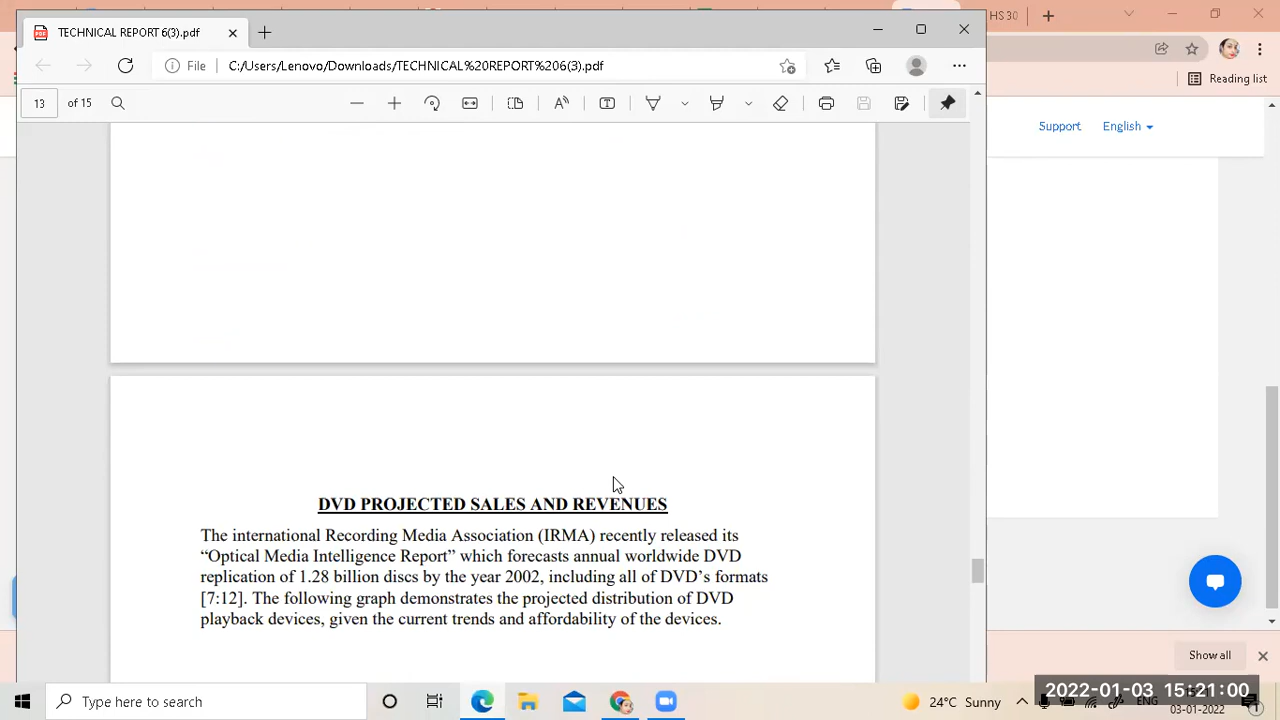 TECHNICAL REPORT 6(3).pdf
HS 30
File
C:/Users/Lenovo/Downloads/TECHNICAL%20REPORT%206(3).pdf
Reading list
13 of 15
Support English
DVD PROJECTED SALES AND REVENUES
The international Recording Media Association (IRMA) recently released its
“Optical Media Intelligence Report” which forecasts annual worldwide DVD
replication of 1.28 billion discs by the year 2002, including all of DVD’s formats
[7:12]. The following graph demonstrates the projected distribution of DVD
playback devices, given the current trends and affordability of the devices.
Show all
Type here to search
24°C Sunny
ENG
2022-01-03 15:21:00
03-01-2022